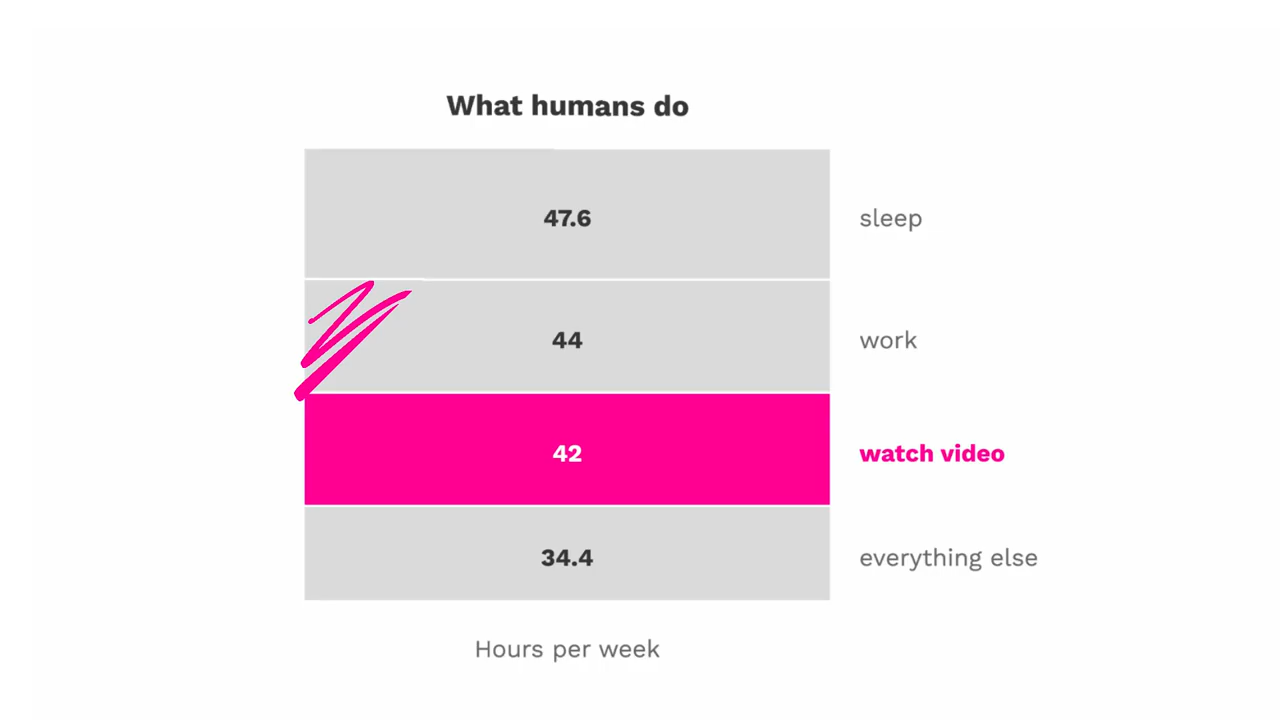 What humans do
47.6 sleep
44 work
42 watch video
34.4 everything else
Hours per week